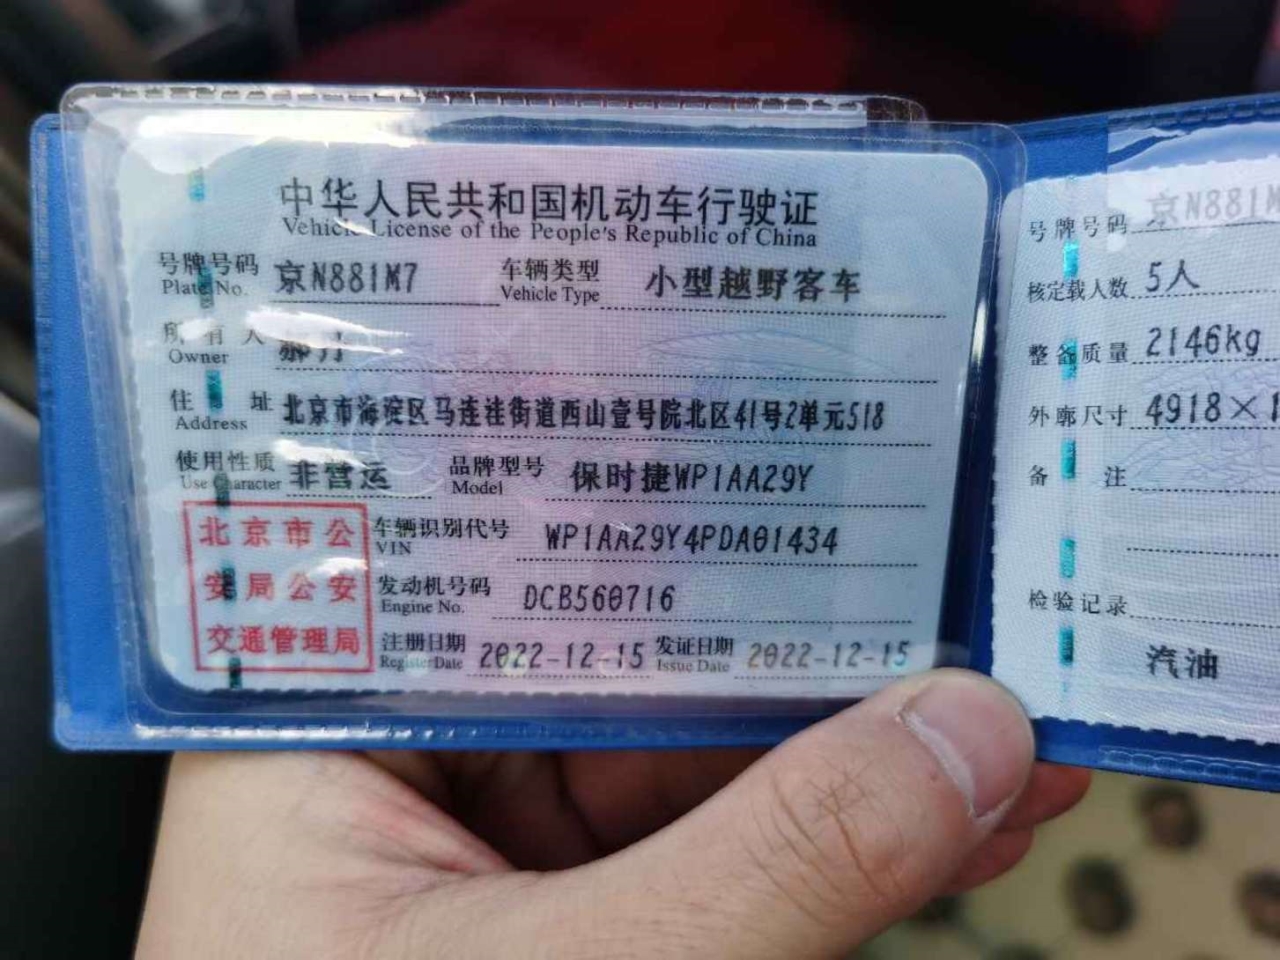 中华人民共和国机动车行驶证
Vehicle License of the People's Republic of China
号牌号码 京N881M7 车辆类型 小型越野客车
Plate No. Vehicle Type
所有人
Owner
住址 北京市海淀区马连洼街道西山壹号院北区41号2单元518
Address
使用性质 非营运 品牌型号 保时捷WP1AA29Y
Use Character Model
车辆识别代号 WP1AA29Y4PDA01434
VIN
发动机号码 DCB560716
Engine No.
注册日期 2022-12-15 发证日期 2022-12-15
Register Date Issue Date
北京市公
安局公安
交通管理局
号牌号码 京N881M
核定载人数 5人
整备质量 2146kg
外廓尺寸 4918×1
备注
检验记录
汽油